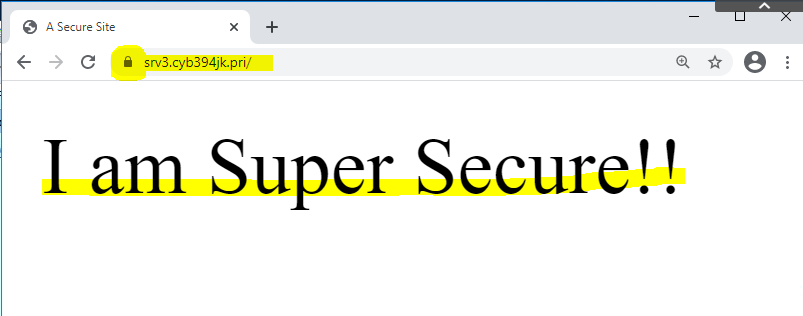 A Secure Site
srv3.cyb394jk.pri/
I am Super Secure!!